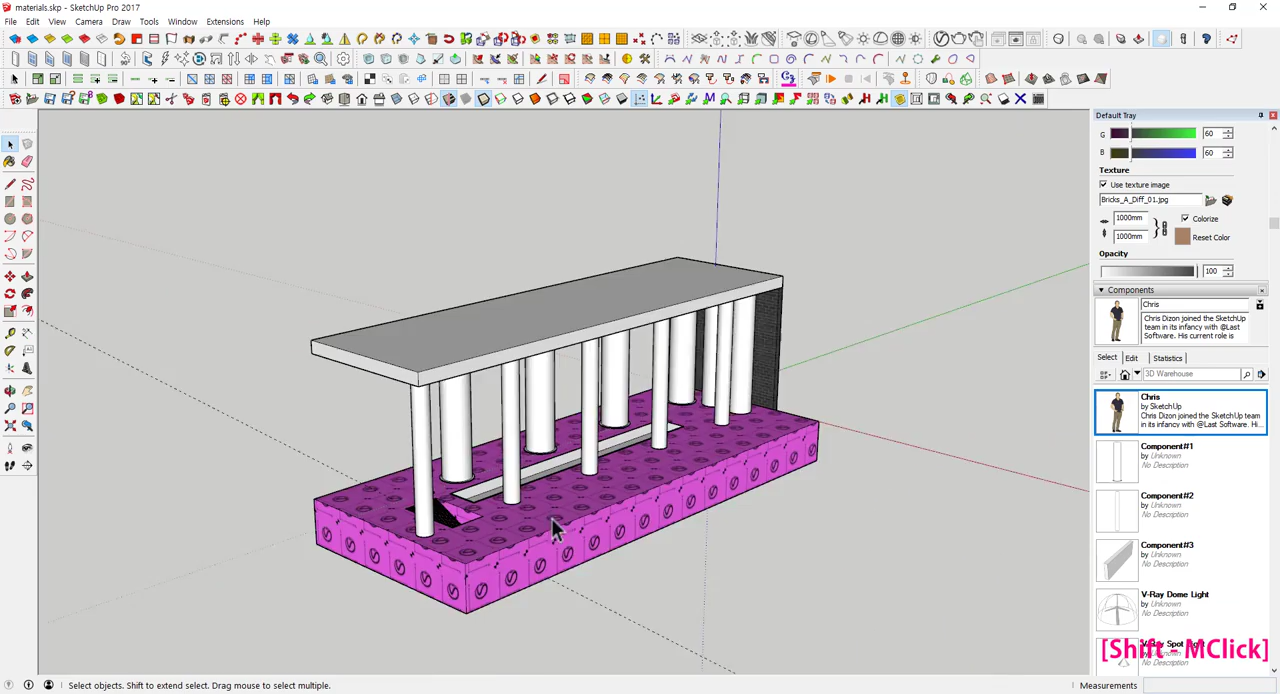 materials.skp - SketchUp Pro 2017
File Edit View Camera Draw Tools Window Extensions Help
Default Tray
G 60
B 60
Texture
Use texture image
Bricks_A_Diff_01.jpg
1000mm Colorize
1000mm Reset Color
Opacity
100
Components
Chris
Chris Dizon joined the SketchUp
team in its infancy with @Last
Software. His current role is
Select Edit Statistics
3D Warehouse
Chris
by SketchUp
Chris Dizon joined the SketchUp team
in its infancy with @Last Software. Hi...
Component#1
by Unknown
No Description
Component#2
by Unknown
No Description
Component#3
by Unknown
No Description
V-Ray Dome Light
by Unknown
No Description
[Shift - MClick]
Select objects. Shift to extend select. Drag mouse to select multiple.
Measurements